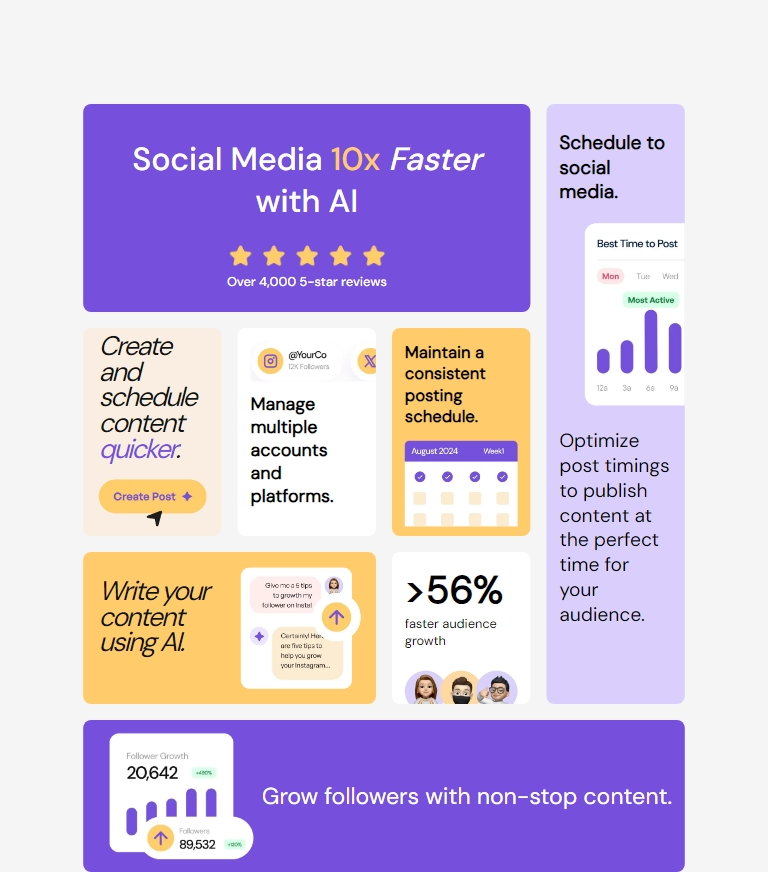 Social Media 10x Faster
with AI
Over 4,000 5-star reviews
Schedule to
social
media.
Best Time to Post
Mon Tue Wed
Most Active
12s 3a 6a 9a
Optimize
post timings
to publish
content at
the perfect
time for
your
audience.
Create
and
schedule
content
quicker.
Create Post
@YourCo
12K Followers
Manage
multiple
accounts
and
platforms.
Maintain a
consistent
posting
schedule.
August 2024 Week1
Write your
content
using AI.
Give me a 5 tips
to growth my
follower on Insta!
Certainly! Here
are five tips to
help you grow
your Instagram...
>56%
faster audience
growth
Follower Growth
20,642 +400%
Followers
89,532
Grow followers with non-stop content.